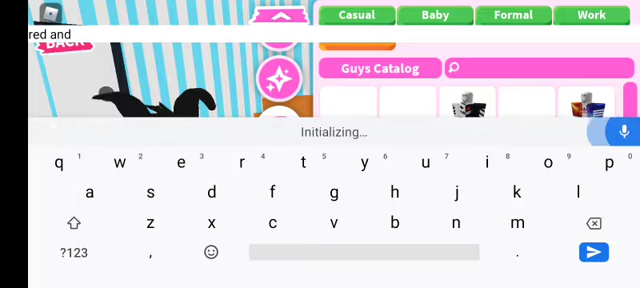 Casual Baby Formal Work
red and
BACK
Guys Catalog
Initializing...
q 1 w 2 e 3 r 4 t 5 y 6 u 7 i 8 o 9 p 0
a s d f g h j k l
z x c v b n m
?123 , .